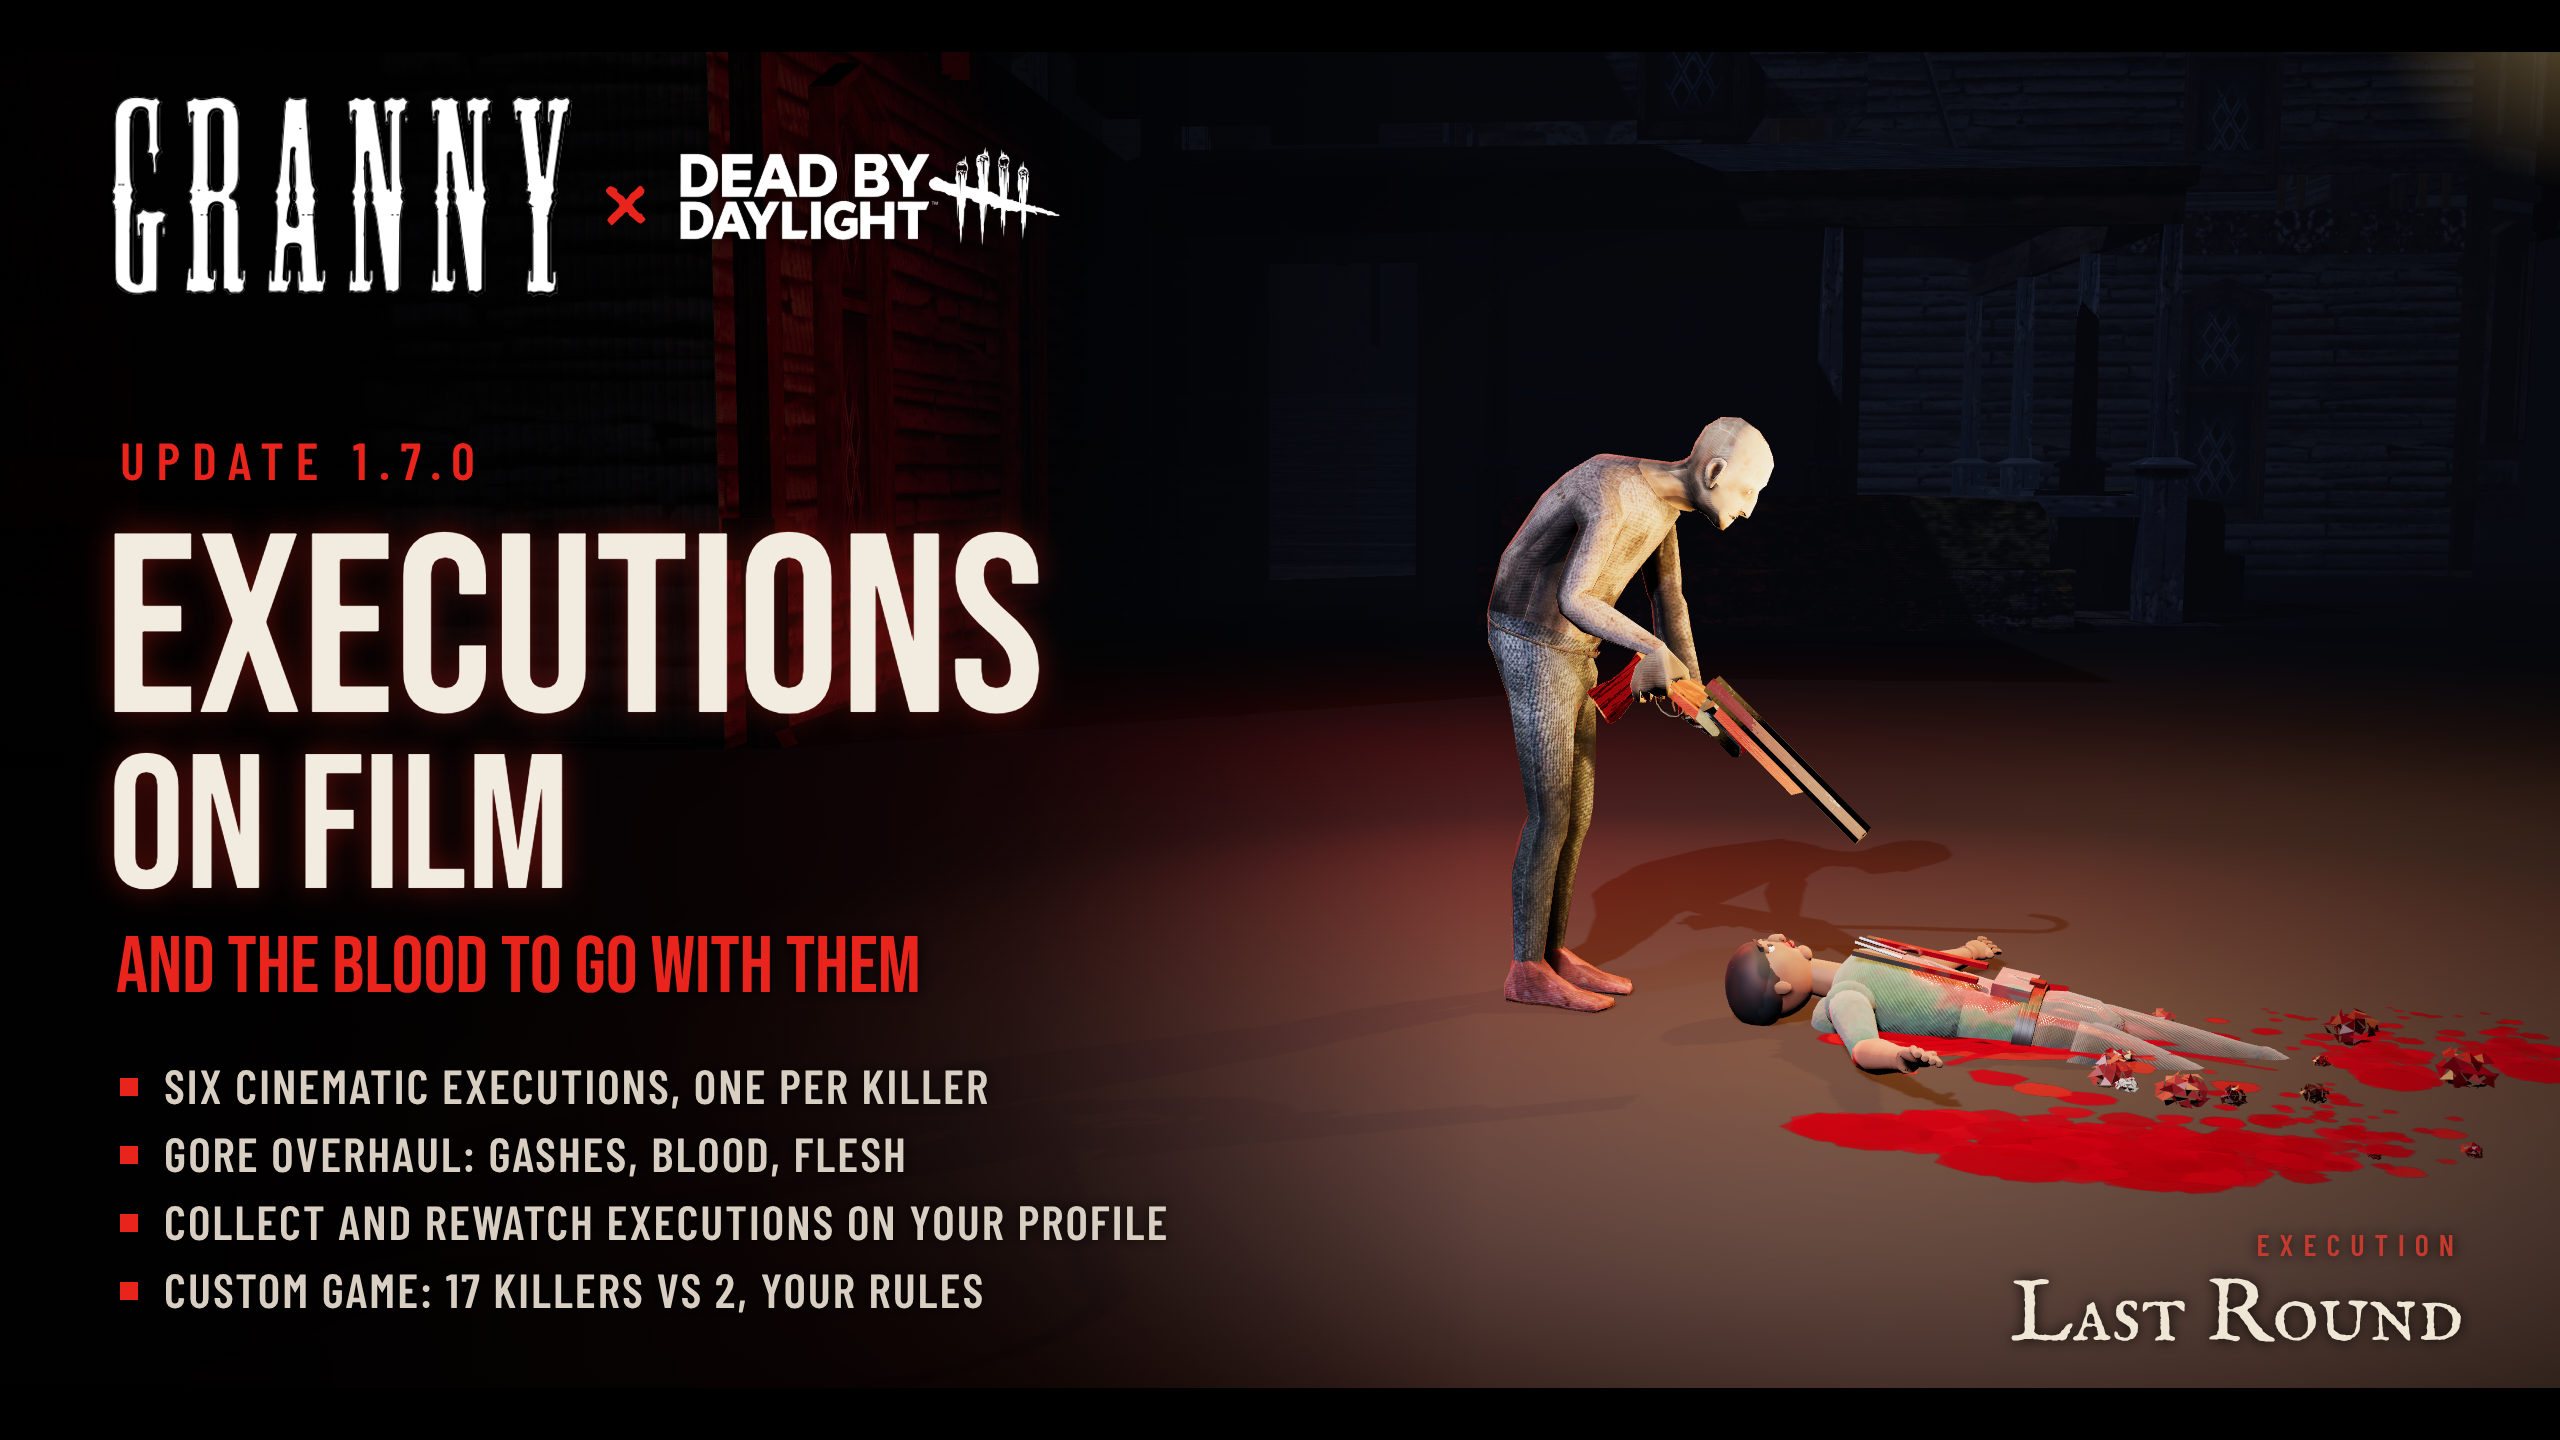 GRANNY
× DEAD BY
DAYLIGHT™
UPDATE 1.7.0
EXECUTIONS
ON FILM
AND THE BLOOD TO GO WITH THEM
SIX CINEMATIC EXECUTIONS, ONE PER KILLER
GORE OVERHAUL: GASHES, BLOOD, FLESH
COLLECT AND REWATCH EXECUTIONS ON YOUR PROFILE
CUSTOM GAME: 17 KILLERS VS 2, YOUR RULES
EXECUTION
LAST ROUND